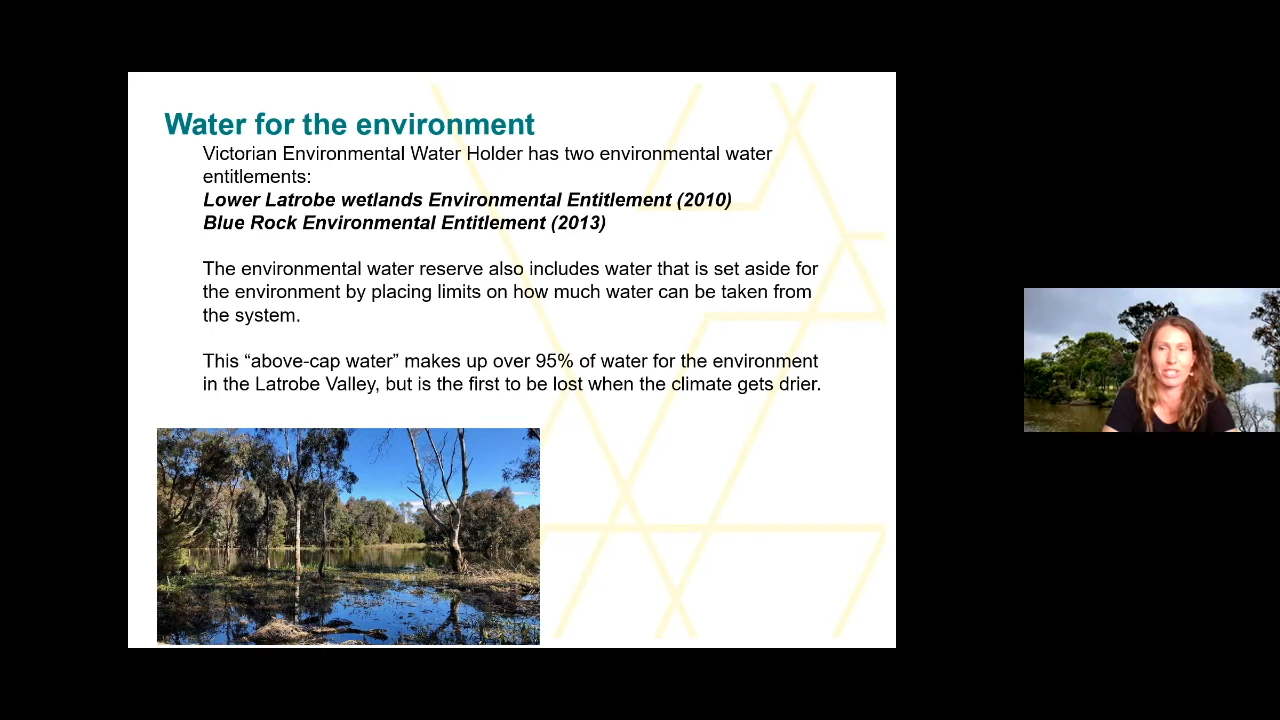 Water for the environment
Victorian Environmental Water Holder has two environmental water
entitlements:
Lower Latrobe wetlands Environmental Entitlement (2010)
Blue Rock Environmental Entitlement (2013)
The environmental water reserve also includes water that is set aside for
the environment by placing limits on how much water can be taken from
the system.
This “above-cap water” makes up over 95% of water for the environment
in the Latrobe Valley, but is the first to be lost when the climate gets drier.